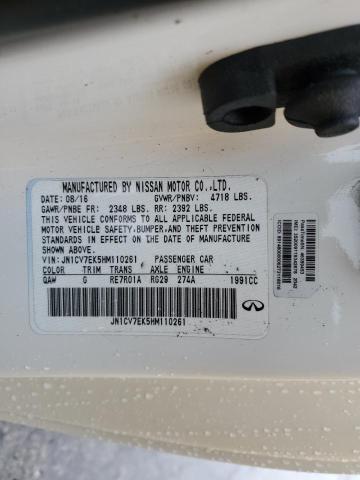 MANUFACTURED BY NISSAN MOTOR CO.,LTD.
DATE: 08/16 GVWR/PNBV: 4718 LBS.
GAWR/PNBE FR: 2348 LBS. RR: 2392 LBS.
THIS VEHICLE CONFORMS TO ALL APPLICABLE FEDERAL
MOTOR VEHICLE SAFETY,BUMPER,AND THEFT PREVENTION
STANDARDS IN EFFECT ON THE DATE OF MANUFACTURE
SHOWN ABOVE.
VIN: JN1CV7EK5HM110261 PASSENGER CAR
COLOR TRIM TRANS AXLE ENGINE
QAW G RE7R01A RG29 274A 1991CC
JN1CV7EK5HM110261
INFINITI